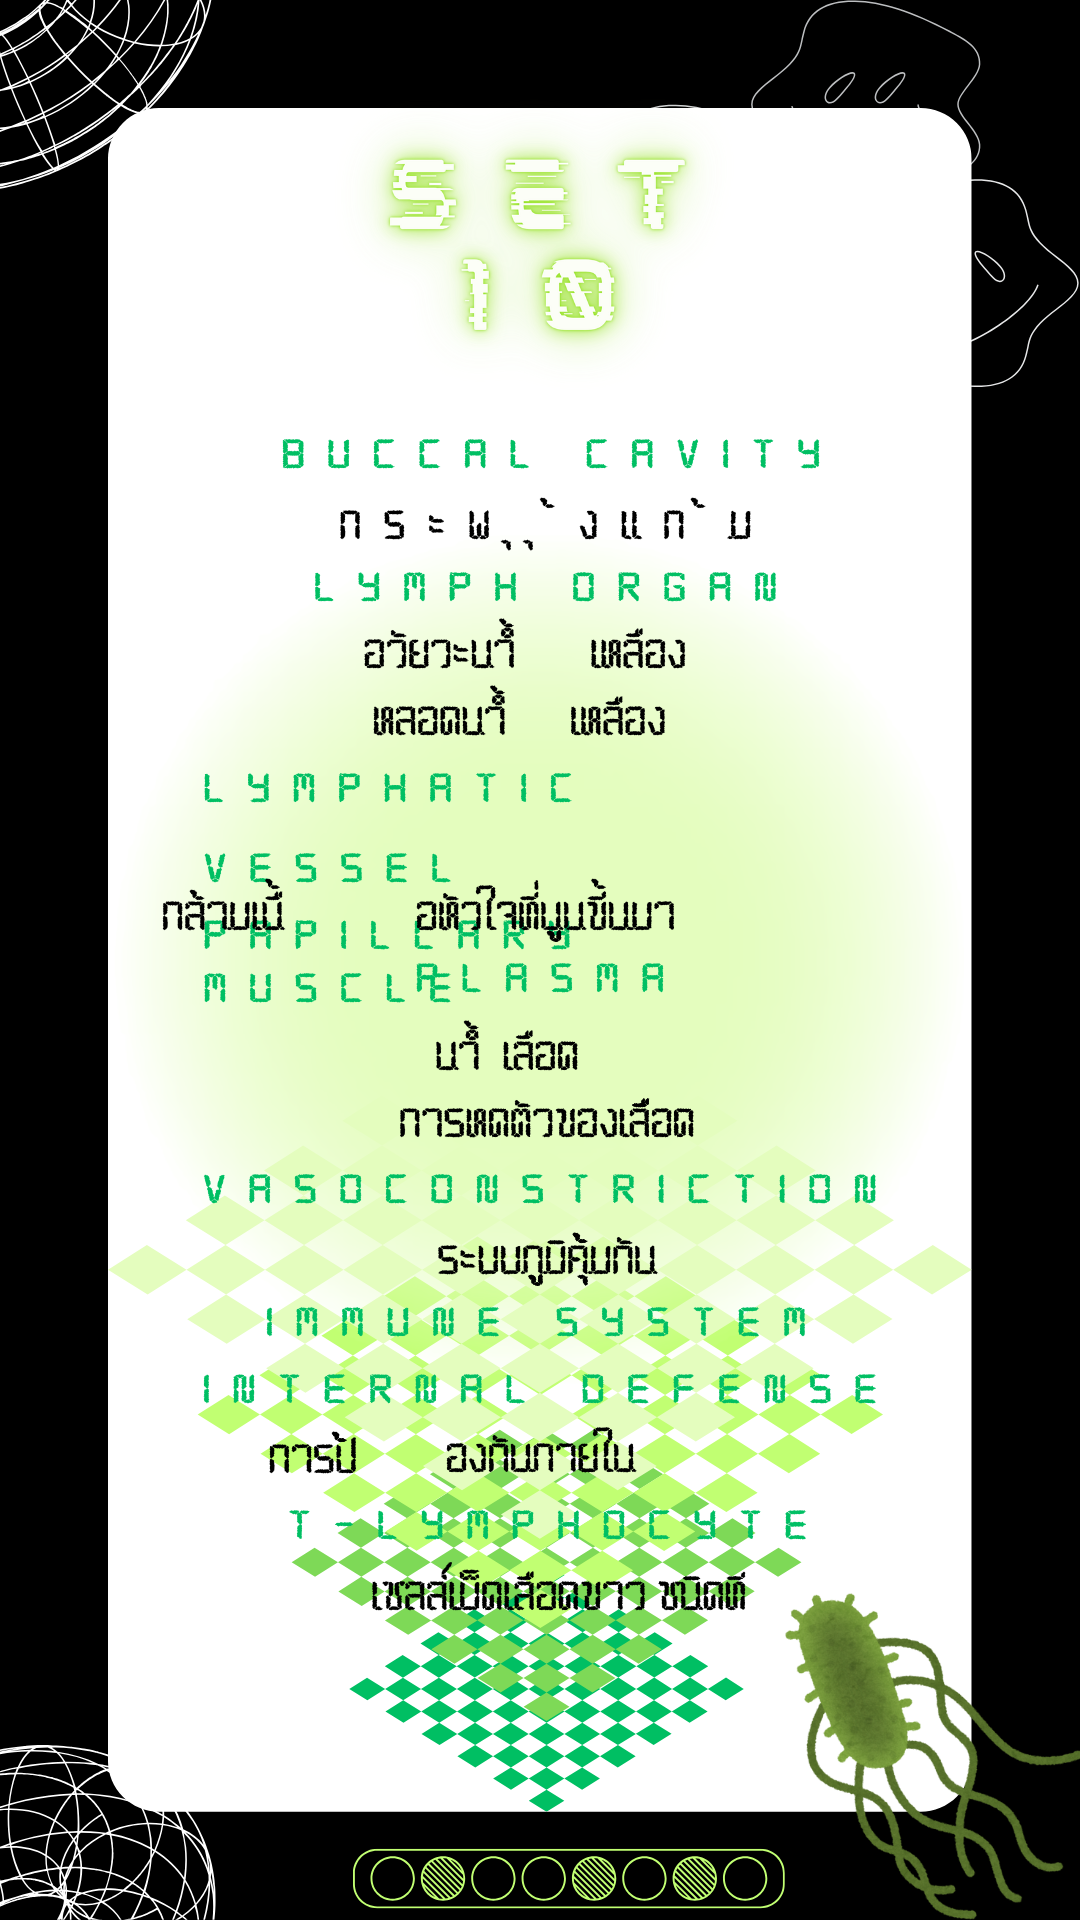 SET
10
BUCCAL CAVITY
กระพุ้งแก้ม
LYMPH ORGAN
อวัยวะน้ำ เหลือง
หลอดน้ำ เหลือง
LYMPHATIC
VESSEL
กล้ามเนื้ อหัวใจที่นูนขึ้นมา
PAPILLARY
MUSCLE
PLASMA
น้ำ เลือด
การหดตัวของเลือด
VASOCONSTRICTION
ระบบภูมิคุ้มกัน
IMMUNE SYSTEM
INTERNAL DEFENSE
การป้ องกันภายใน
T-LYMPHOCYTE
เซลล์เม็ดเลือดขาว ชนิดที